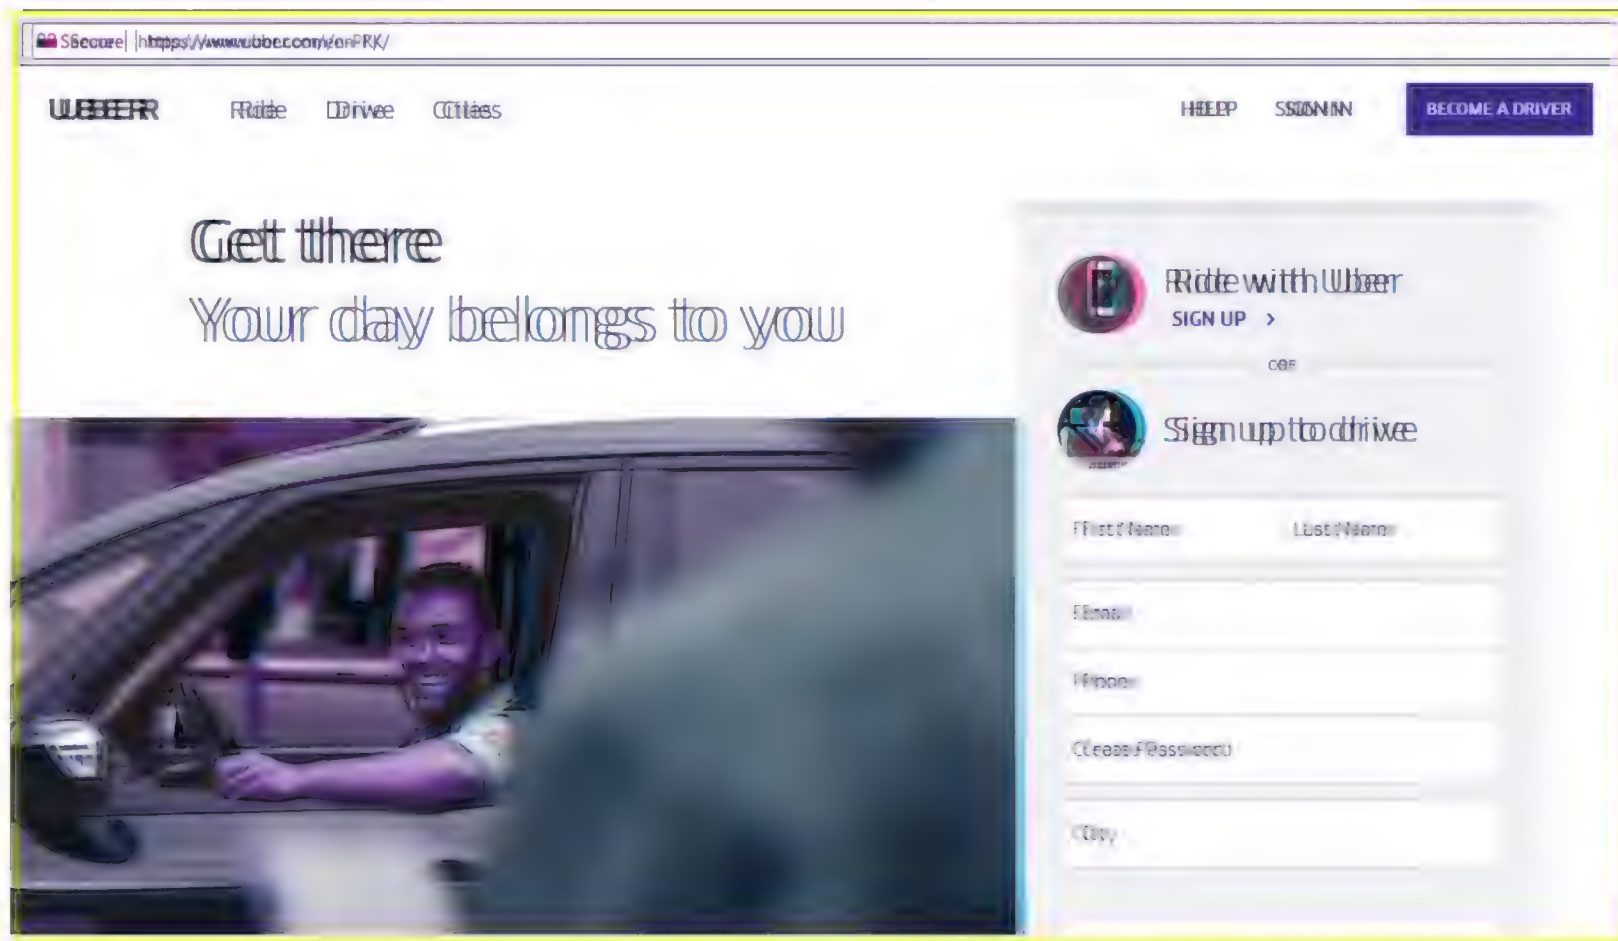 Secure | https://www.uber.com/en-PK/
UBER Ride Drive Cities HELP SIGN IN BECOME A DRIVER
Get there
Your day belongs to you
Ride with Uber
SIGN UP >
OR
Sign up to drive
First Name Last Name
Email
Phone
Create Password
City